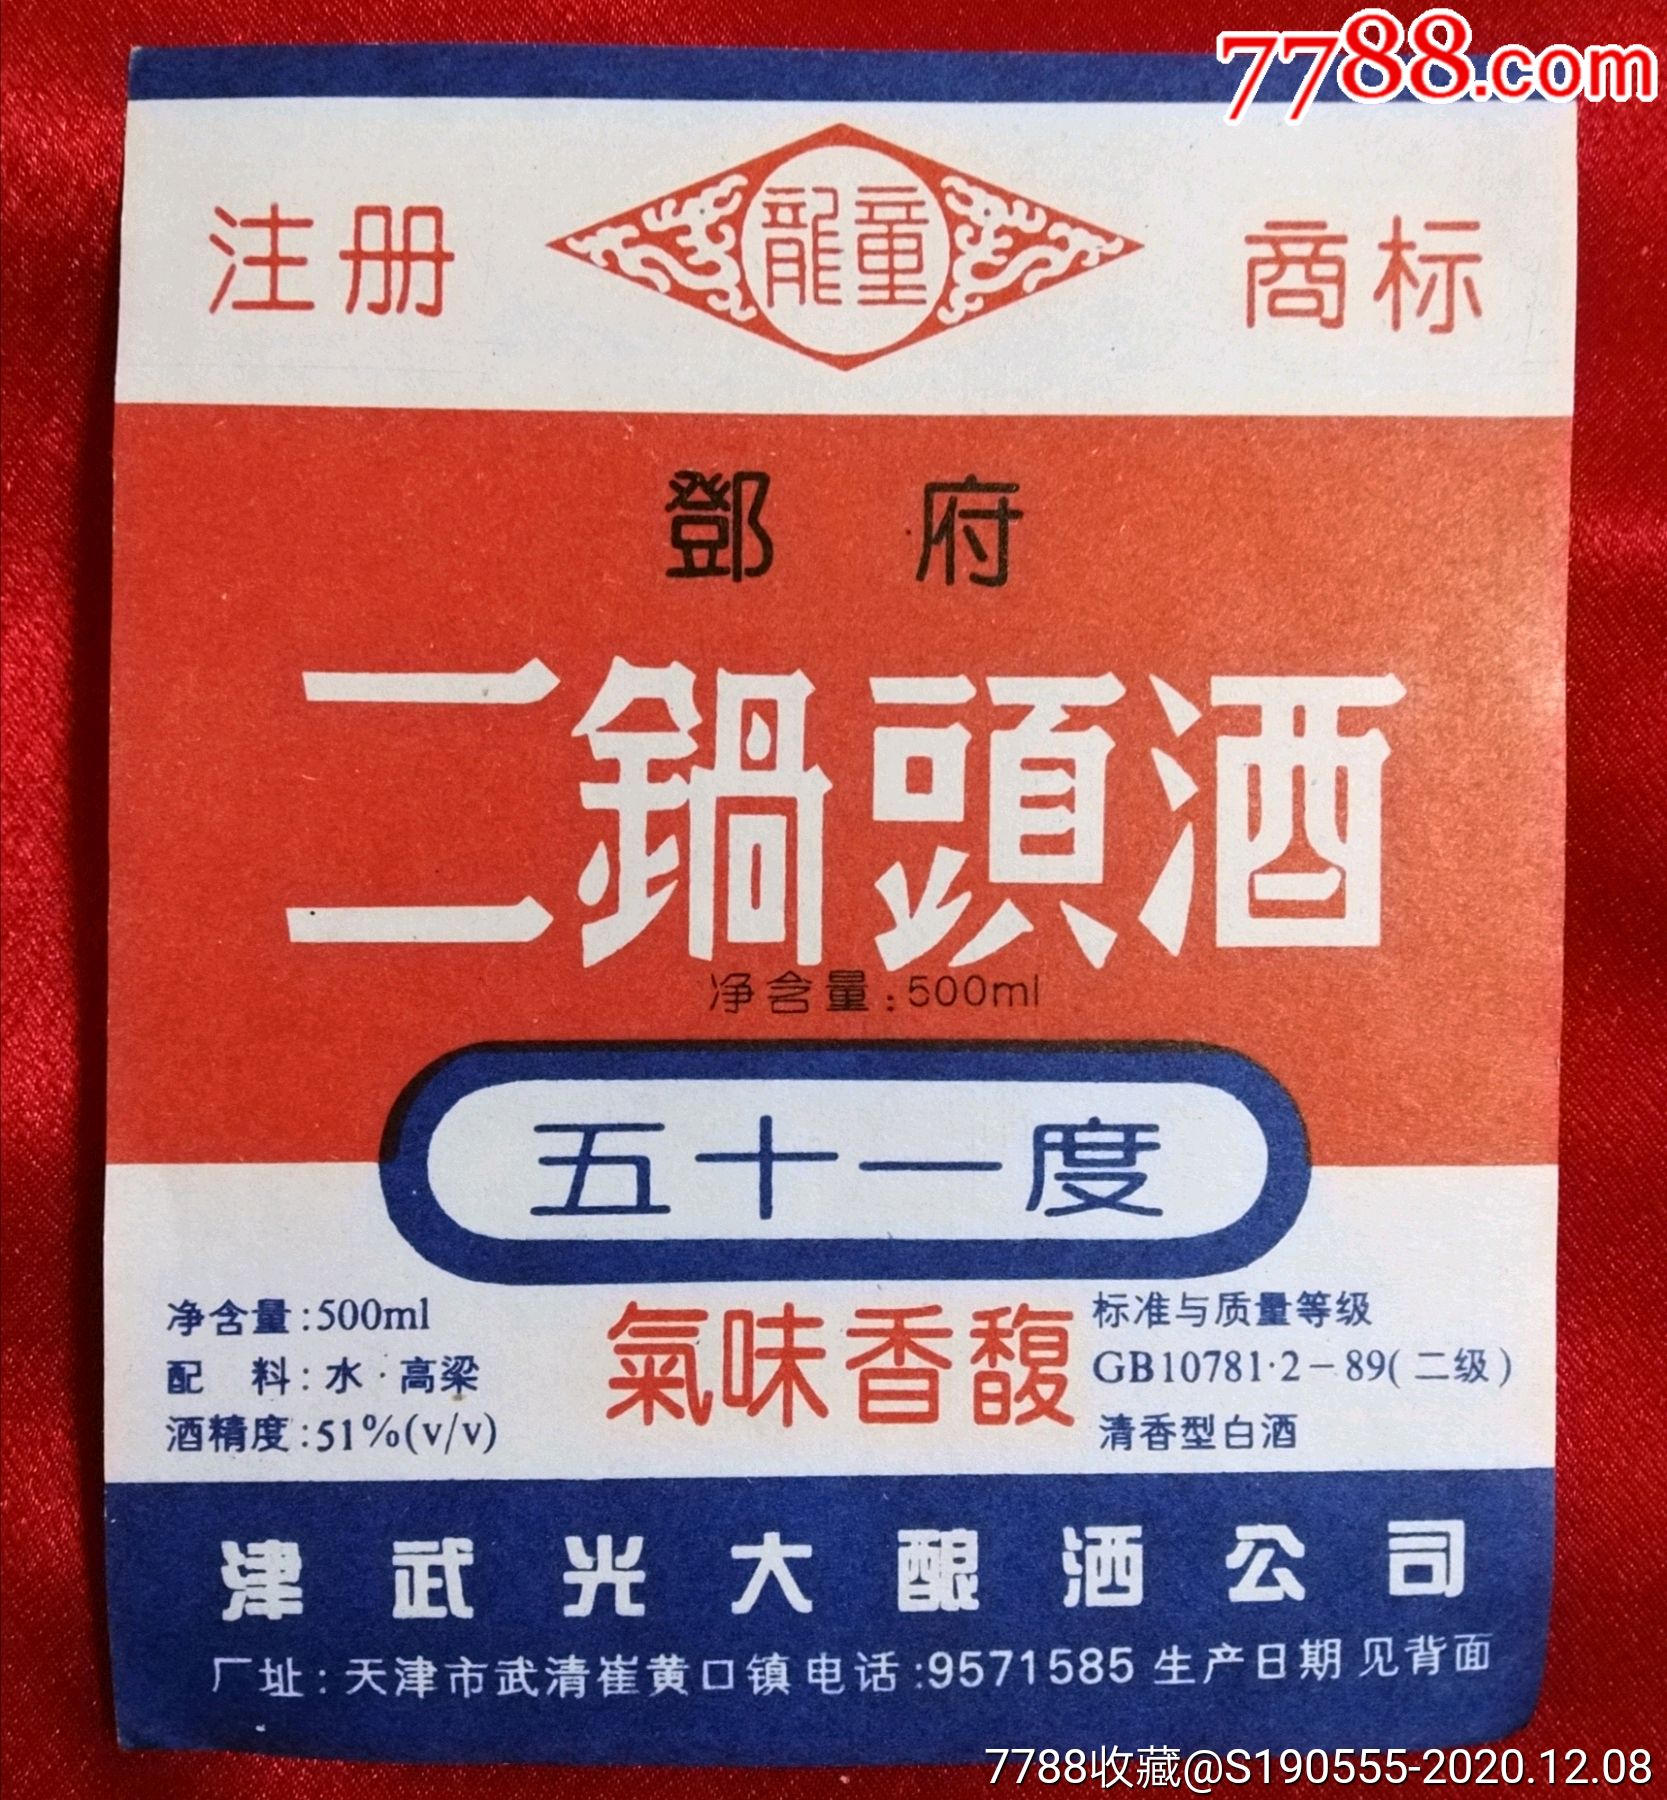 7788.com
注册 龍童 商标
鄧府
二鍋頭酒
净含量:500ml
五十一度
净含量:500ml
配 料:水·高梁
酒精度:51%(v/v)
氣味香馥
标准与质量等级
GB10781·2-89(二级)
清香型白酒
津武光大酿酒公司
厂址:天津市武清崔黄口镇 电话:9571585 生产日期 见背面
7788收藏@S190555-2020.12.08